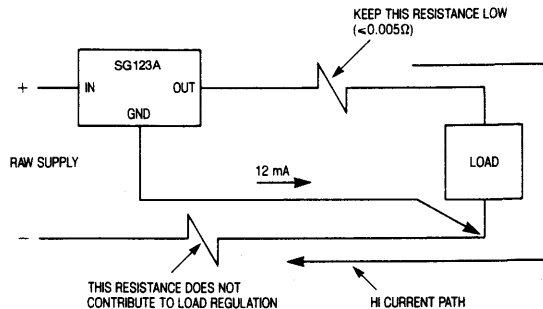 KEEP THIS RESISTANCE LOW
(≤0.005Ω)
SG123A
+ IN OUT
GND
RAW SUPPLY
12 mA
LOAD
−
THIS RESISTANCE DOES NOT
CONTRIBUTE TO LOAD REGULATION
HI CURRENT PATH